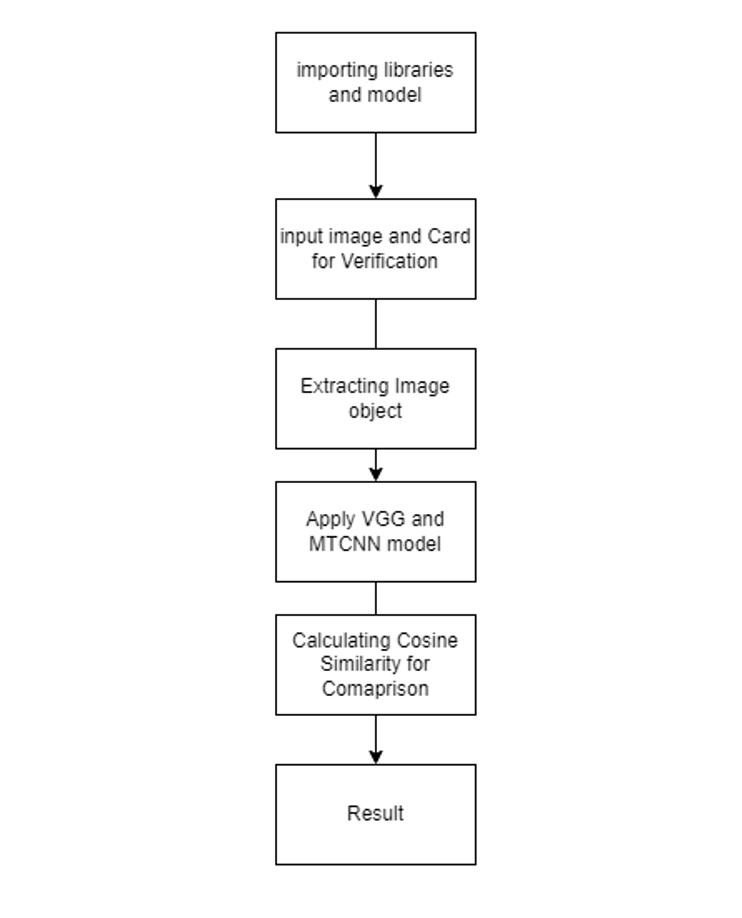 importing libraries
and model
input image and Card
for Verification
Extracting Image
object
Apply VGG and
MTCNN model
Calculating Cosine
Similarity for
Comaprison
Result